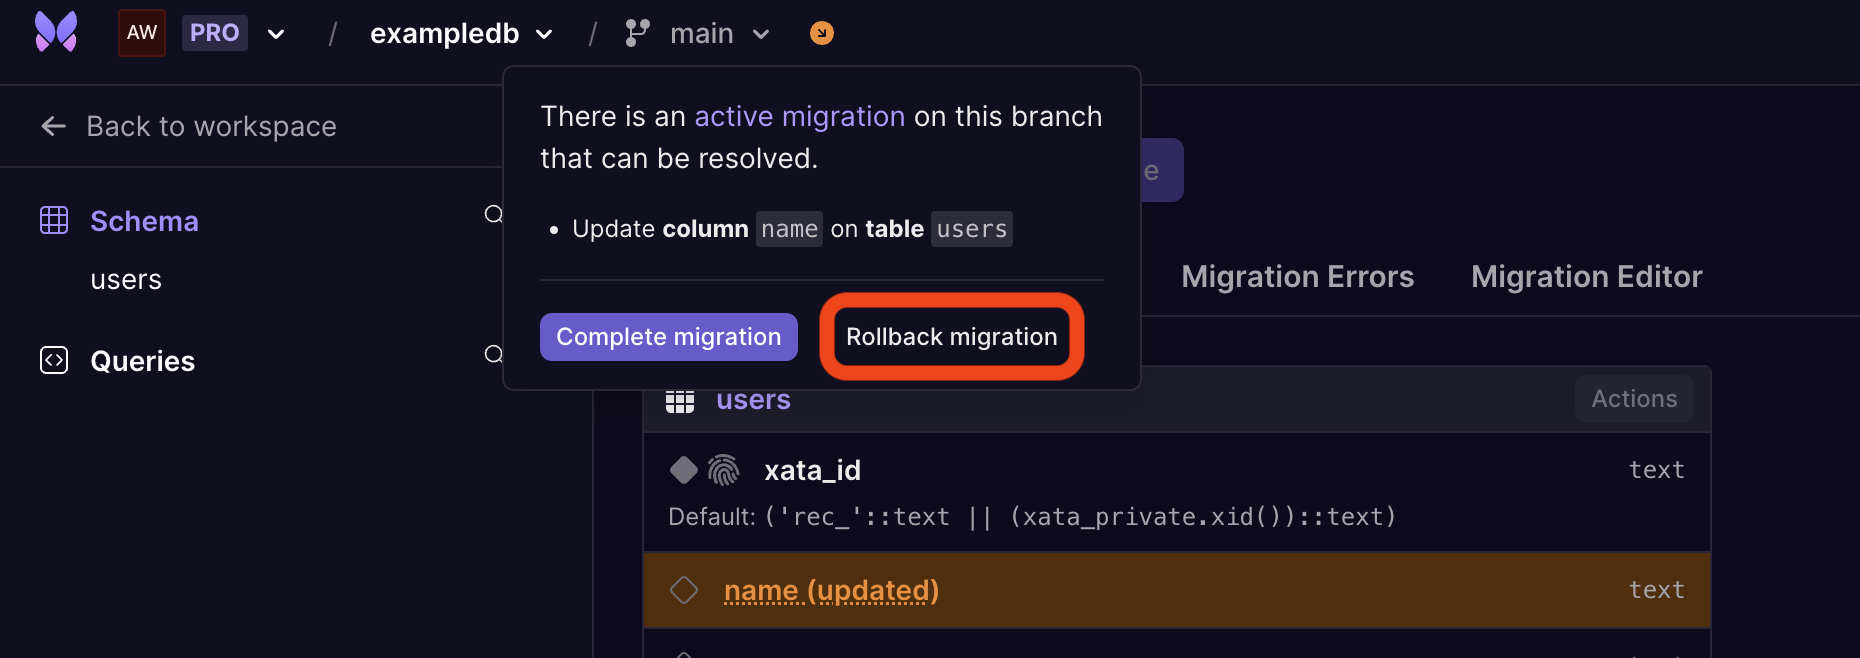 AW PRO / exampledb / main
There is an active migration on this branch
that can be resolved.
Back to workspace
Schema
• Update column name on table users
users
Migration Errors Migration Editor
Complete migration Rollback migration
Queries
users Actions
xata_id text
Default: ('rec_'::text || (xata_private.xid())::text)
name (updated) text